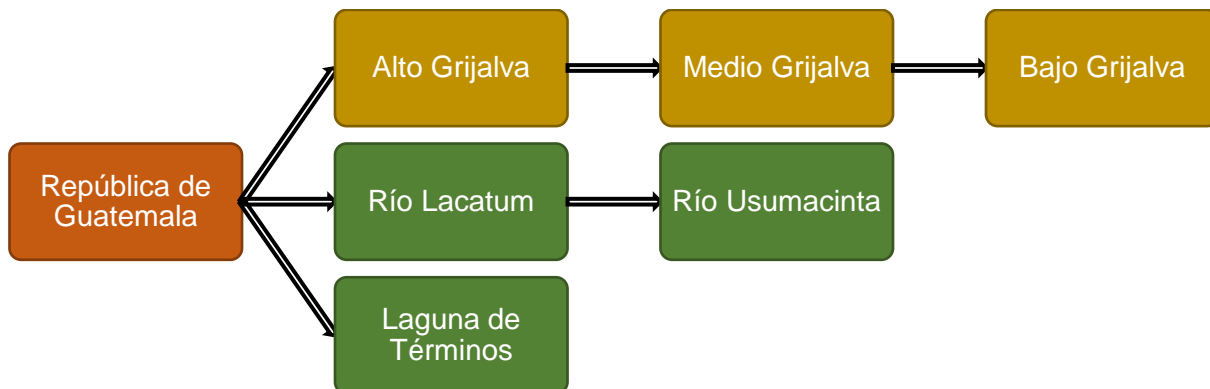 Alto Grijalva
Medio Grijalva
Bajo Grijalva
República de
Guatemala
Río Lacatum
Río Usumacinta
Laguna de
Términos